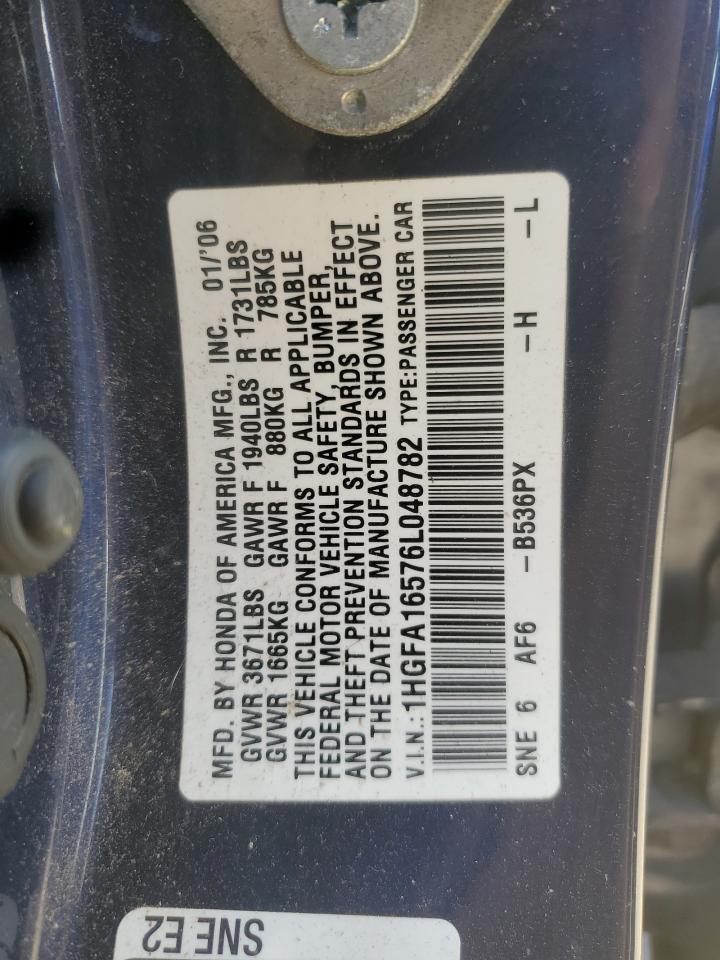 MFD. BY HONDA OF AMERICA MFG., INC. 01/'06
GVWR 3671LBS GAWR F 1940LBS R 1731LBS
GVWR 1665KG GAWR F 880KG R 785KG
THIS VEHICLE CONFORMS TO ALL APPLICABLE
FEDERAL MOTOR VEHICLE SAFETY, BUMPER,
AND THEFT PREVENTION STANDARDS IN EFFECT
ON THE DATE OF MANUFACTURE SHOWN ABOVE.
V.I.N.: 1HGFA16576L048782 TYPE:PASSENGER CAR
SNE 6 AF6 -B536PX -H -L
SNE E2